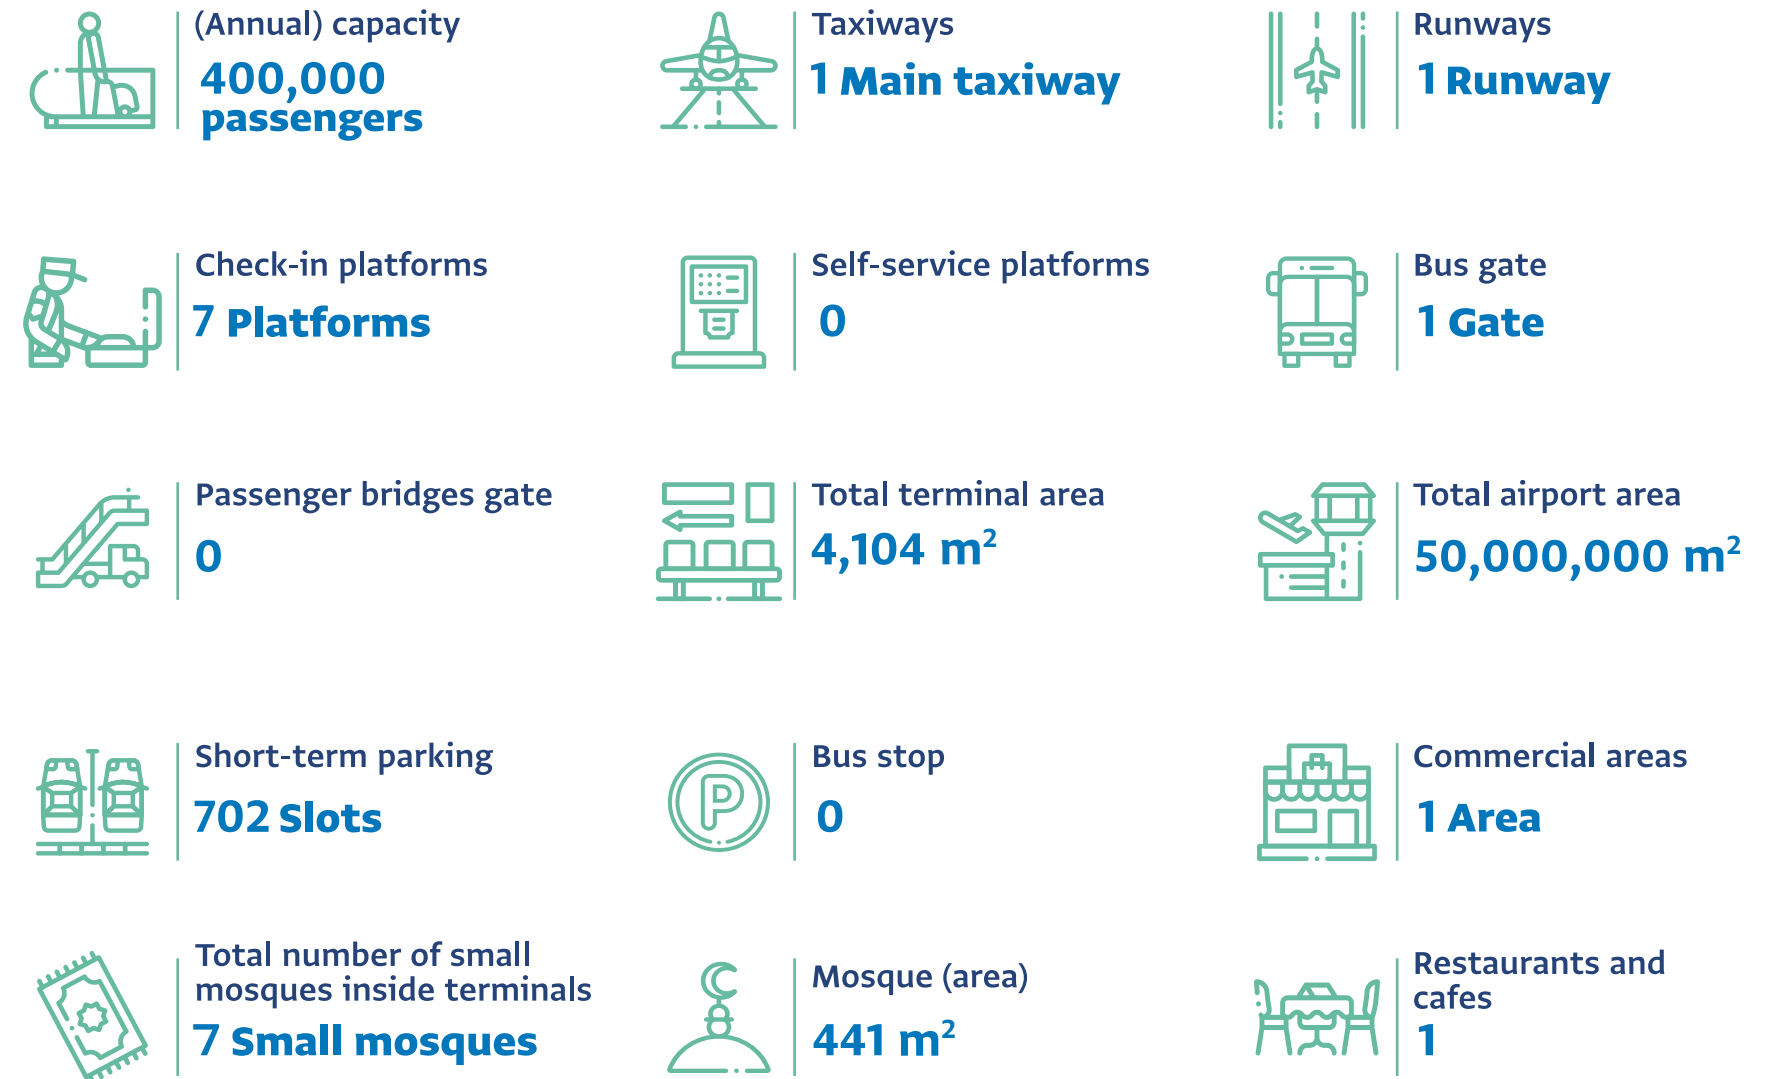 (Annual) capacity
400,000
passengers
Taxiways
1 Main taxiway
Runways
1 Runway
Check-in platforms
7 Platforms
Self-service platforms
0
Bus gate
1 Gate
Passenger bridges gate
0
Total terminal area
4,104 m²
Total airport area
50,000,000 m²
Short-term parking
702 Slots
Bus stop
P
0
Commercial areas
1 Area
Total number of small
mosques inside terminals
7 Small mosques
Mosque (area)
441 m²
Restaurants and
cafes
1